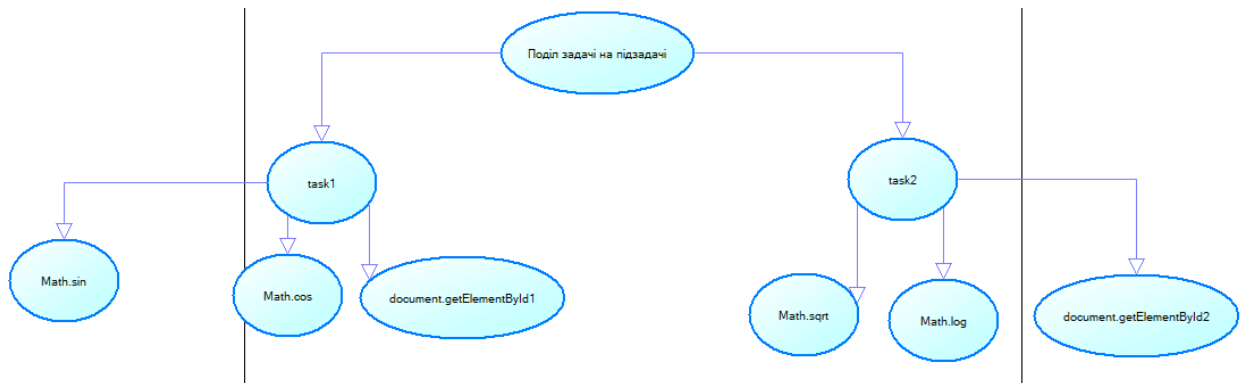 Поділ задачі на підзадачі
task1
task2
Math.sin
Math.cos
document.getElementById1
Math.sqrt
Math.log
document.getElementById2